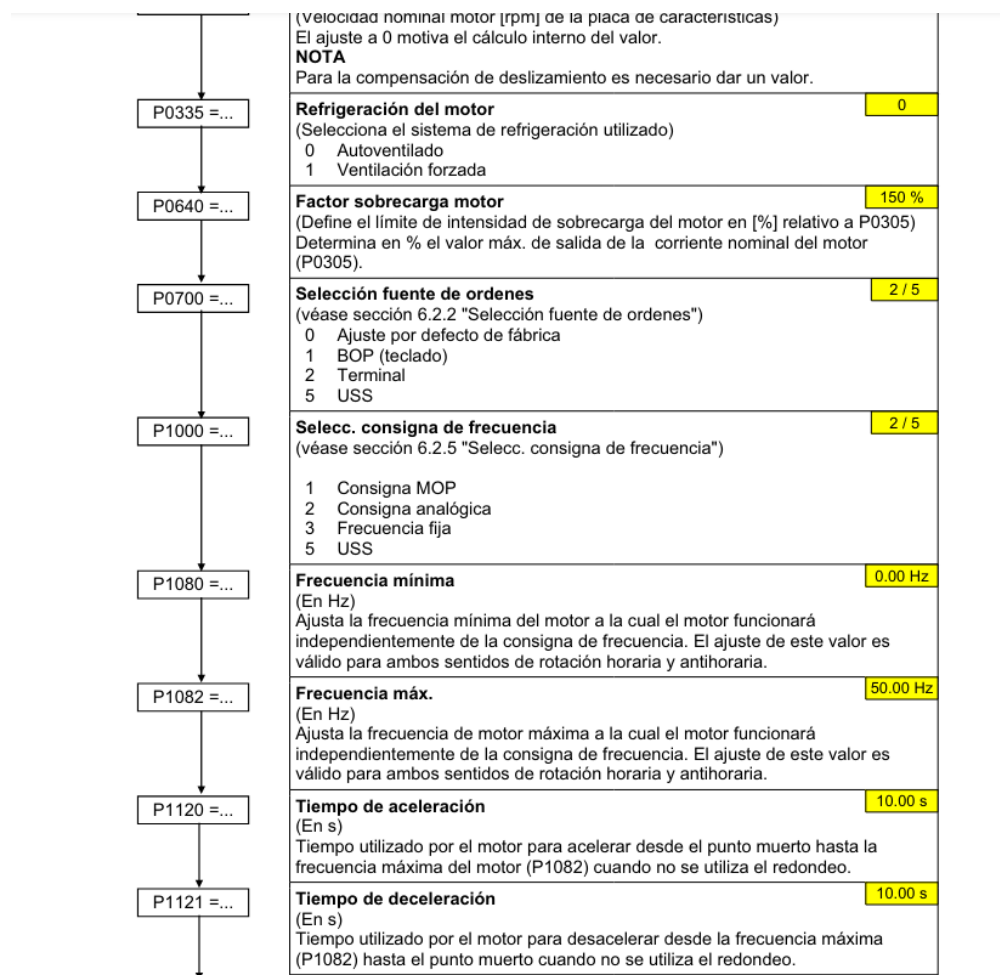 (Velocidad nominal motor [rpm] de la placa de características)
El ajuste a 0 motiva el cálculo interno del valor.
NOTA
Para la compensación de deslizamiento es necesario dar un valor.
P0335 =...
Refrigeración del motor
0
(Selecciona el sistema de refrigeración utilizado)
0 Autoventilado
1 Ventilación forzada
P0640 =...
Factor sobrecarga motor
150 %
(Define el límite de intensidad de sobrecarga del motor en [%] relativo a P0305)
Determina en % el valor máx. de salida de la corriente nominal del motor
(P0305).
P0700 =...
Selección fuente de ordenes
2 / 5
(véase sección 6.2.2 "Selección fuente de ordenes")
0 Ajuste por defecto de fábrica
1 BOP (teclado)
2 Terminal
5 USS
P1000 =...
Selecc. consigna de frecuencia
2 / 5
(véase sección 6.2.5 "Selecc. consigna de frecuencia")
1 Consigna MOP
2 Consigna analógica
3 Frecuencia fija
5 USS
P1080 =...
Frecuencia mínima
0.00 Hz
(En Hz)
Ajusta la frecuencia mínima del motor a la cual el motor funcionará
independientemente de la consigna de frecuencia. El ajuste de este valor es
válido para ambos sentidos de rotación horaria y antihoraria.
P1082 =...
Frecuencia máx.
50.00 Hz
(En Hz)
Ajusta la frecuencia de motor máxima a la cual el motor funcionará
independientemente de la consigna de frecuencia. El ajuste de este valor es
válido para ambos sentidos de rotación horaria y antihoraria.
P1120 =...
Tiempo de aceleración
10.00 s
(En s)
Tiempo utilizado por el motor para acelerar desde el punto muerto hasta la
frecuencia máxima del motor (P1082) cuando no se utiliza el redondeo.
P1121 =...
Tiempo de deceleración
10.00 s
(En s)
Tiempo utilizado por el motor para desacelerar desde la frecuencia máxima
(P1082) hasta el punto muerto cuando no se utiliza el redondeo.